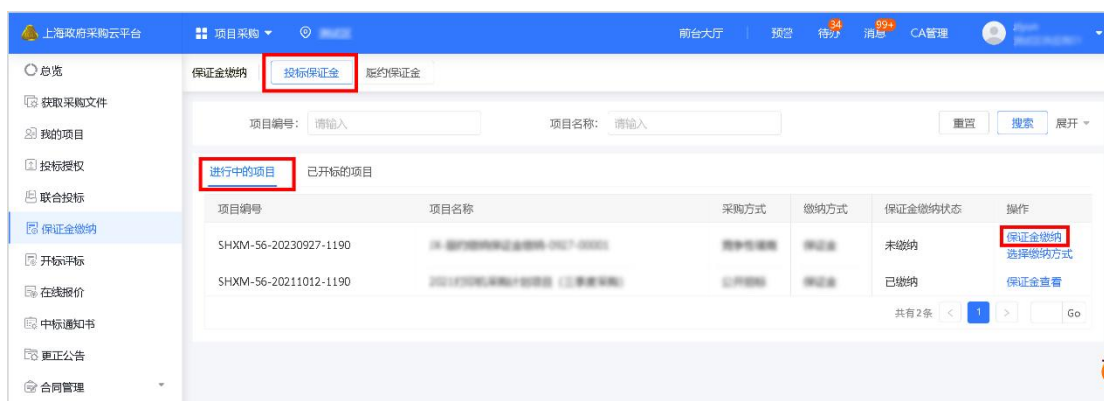 上海政府采购云平台 项目采购 前台大厅 预警 待办 34 消息 99+ CA管理
总览
保证金缴纳 投标保证金 履约保证金
获取采购文件
项目编号： 请输入 项目名称： 请输入 重置 搜索 展开
我的项目
投标授权
进行中的项目 已开标的项目
联合投标
项目编号 项目名称 采购方式 缴纳方式 保证金缴纳状态 操作
保证金缴纳
SHXM-56-20230927-1190 未缴纳 保证金缴纳
选择缴纳方式
开标评标
SHXM-56-20211012-1190 已缴纳 保证金查看
在线报价
共有2条 < 1 > Go
中标通知书
更正公告
合同管理